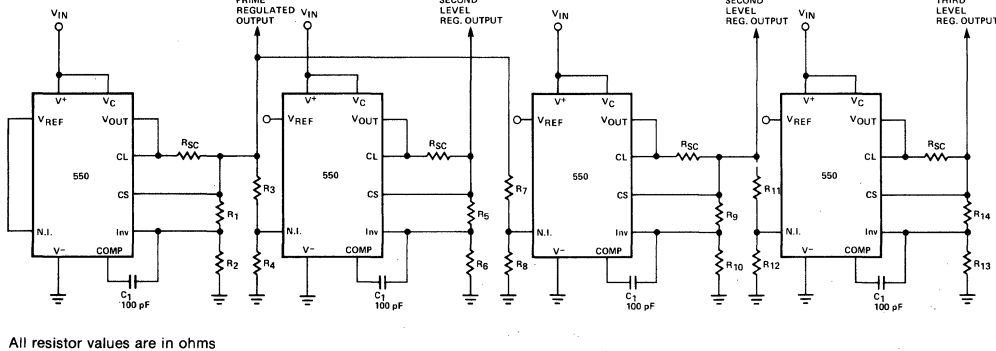 PRIME
REGULATED
OUTPUT
SECOND
LEVEL
REG. OUTPUT
SECOND
LEVEL
REG. OUTPUT
THIRD
LEVEL
REG. OUTPUT
VIN
VIN
VIN
VIN
V+ VC
VREF VOUT
CL
550
CS
N.I. Inv
V− COMP
RSC
R1
R2
C1
100 pF
R3
R4
V+ VC
VREF VOUT
CL
550
CS
N.I. Inv
V− COMP
RSC
R5
R6
C1
100 pF
R7
R8
V+ VC
VREF VOUT
CL
550
CS
N.I. Inv
V− COMP
RSC
R9
R10
C1
100 pF
R11
R12
V+ VC
VREF VOUT
CL
550
CS
N.I. Inv
V− COMP
RSC
R14
R13
C1
100 pF
All resistor values are in ohms